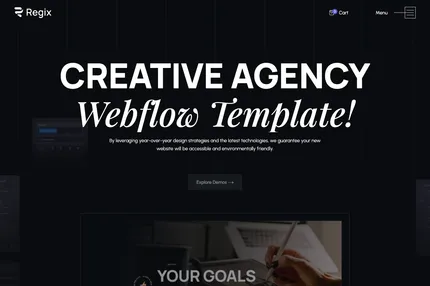 Regix
Cart
Menu
CREATIVE AGENCY
Webflow Template!
By leveraging year-over-year design strategies and the latest technologies, we guarantee your new
website will be accessible and environmentally friendly.
Explore Demos →
YOUR GOALS